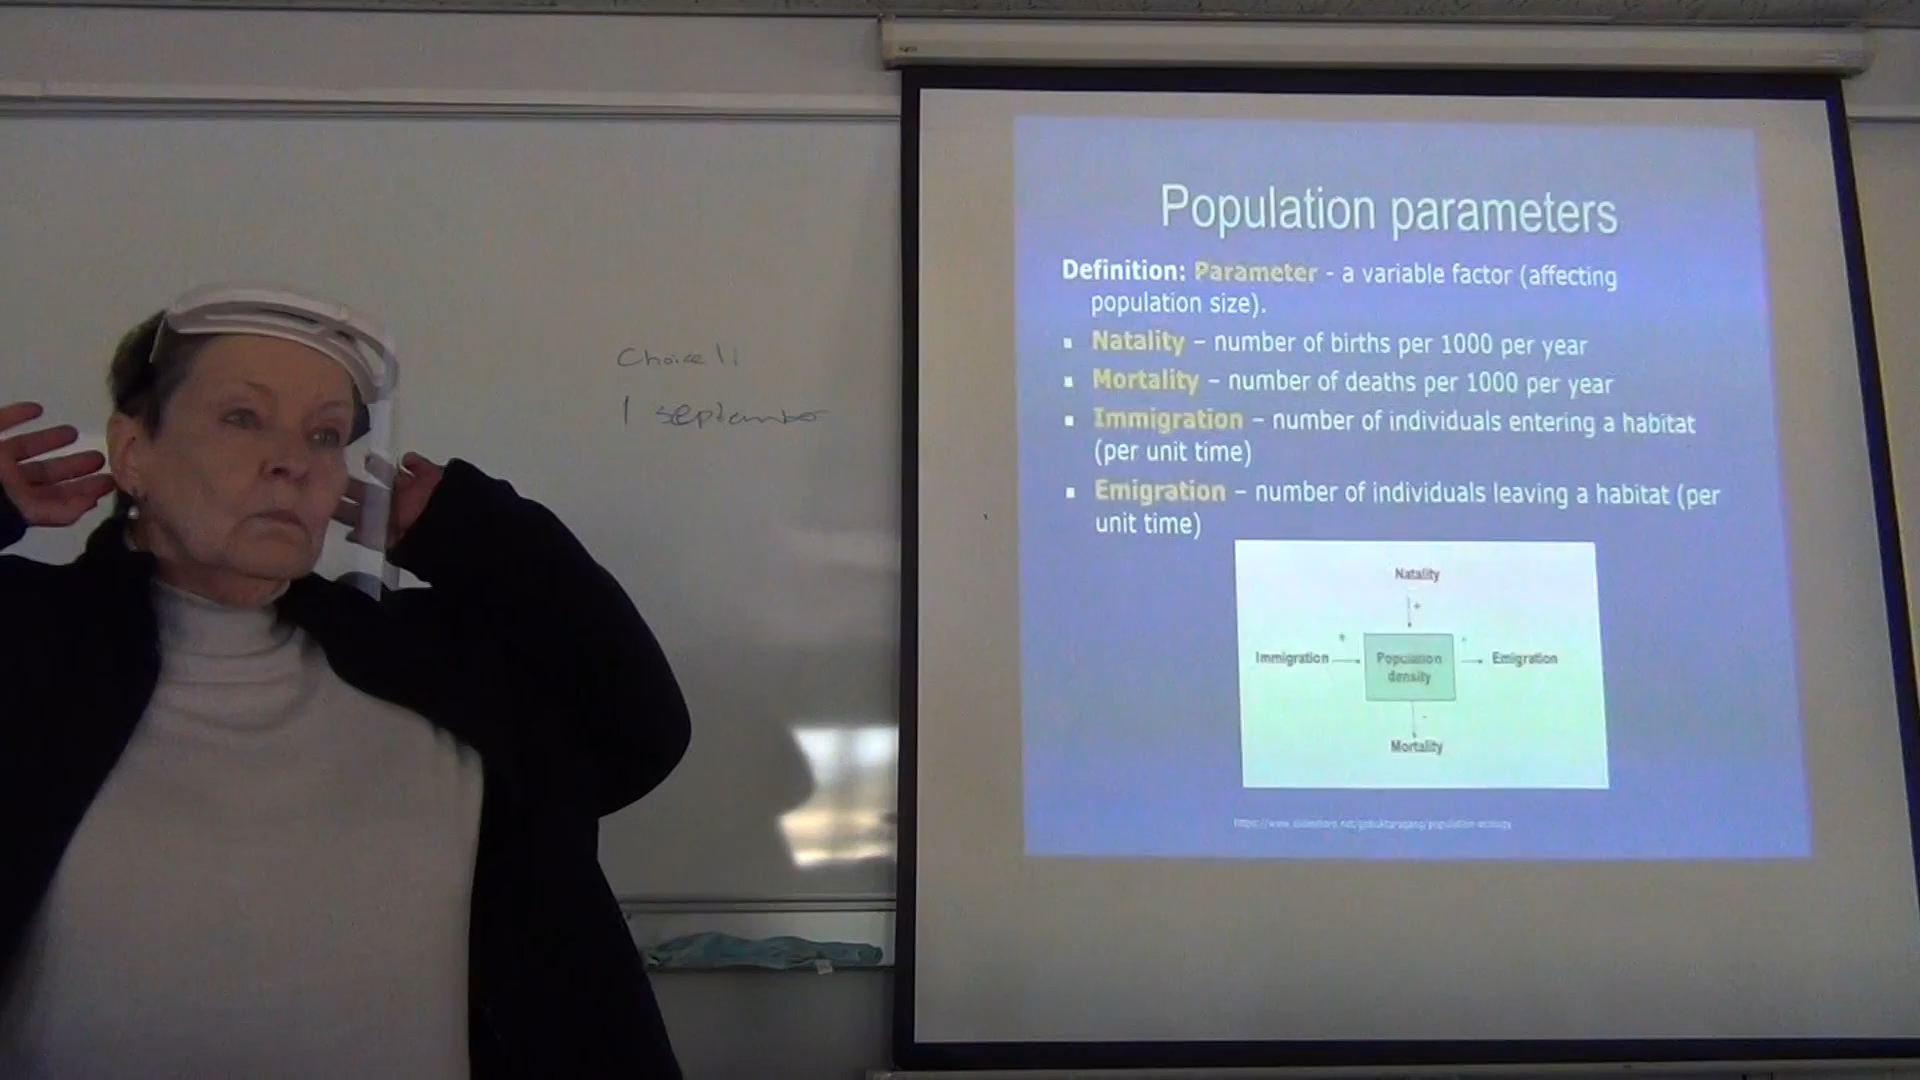 Choice 11
1 september
Population parameters
Definition: Parameter - a variable factor (affecting
population size).
▪ Natality – number of births per 1000 per year
▪ Mortality – number of deaths per 1000 per year
▪ Immigration – number of individuals entering a habitat
(per unit time)
▪ Emigration – number of individuals leaving a habitat (per
unit time)
Natality
+
+
-
Immigration
Population
density
Emigration
-
Mortality